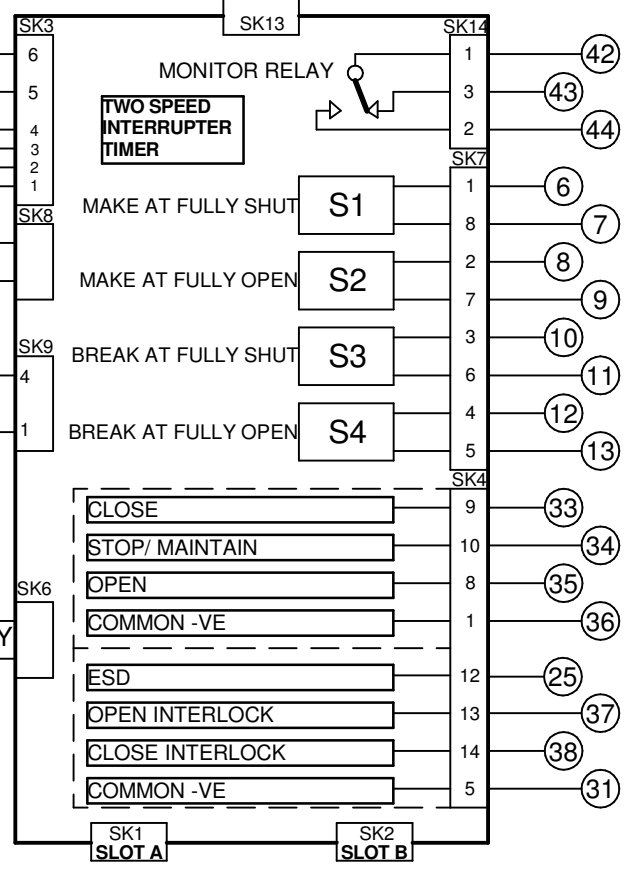 SK3
SK13
SK14
6
MONITOR RELAY
1
42
5
3
43
TWO SPEED
INTERRUPTER
TIMER
4
2
44
3
2
1
SK7
MAKE AT FULLY SHUT
S1
1
6
8
7
SK8
MAKE AT FULLY OPEN
S2
2
8
7
9
SK9
BREAK AT FULLY SHUT
S3
3
10
4
6
11
BREAK AT FULLY OPEN
S4
4
12
1
5
13
SK4
CLOSE
9
33
STOP/ MAINTAIN
10
34
OPEN
8
35
SK6
COMMON -VE
1
36
Y
ESD
12
25
OPEN INTERLOCK
13
37
CLOSE INTERLOCK
14
38
COMMON -VE
5
31
SK1
SLOT A
SK2
SLOT B